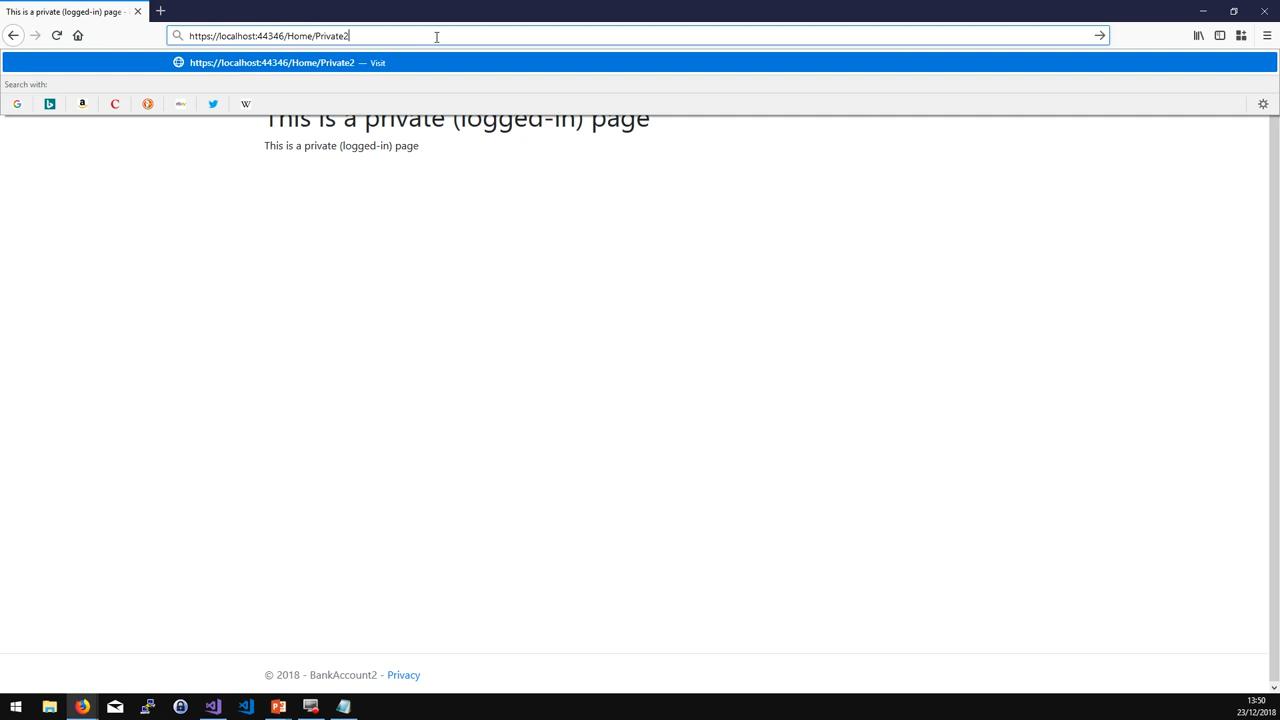 This is a private (logged-in) page -
https://localhost:44346/Home/Private2
https://localhost:44346/Home/Private2 — Visit
Search with:
This is a private (logged-in) page
This is a private (logged-in) page
© 2018 - BankAccount2 - Privacy
13:50
23/12/2018